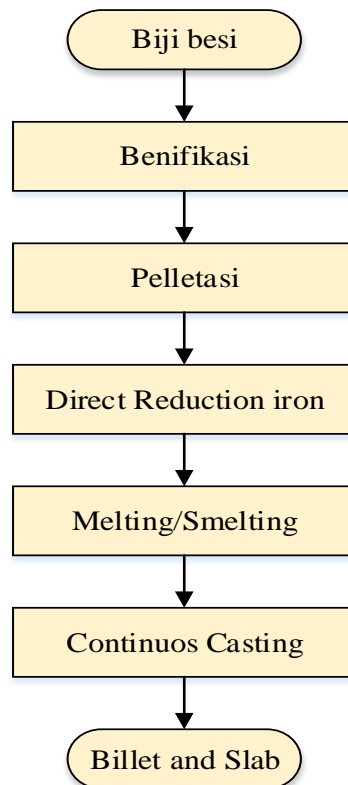 Biji besi
Benifikasi
Pelletasi
Direct Reduction iron
Melting/Smelting
Continuos Casting
Billet and Slab